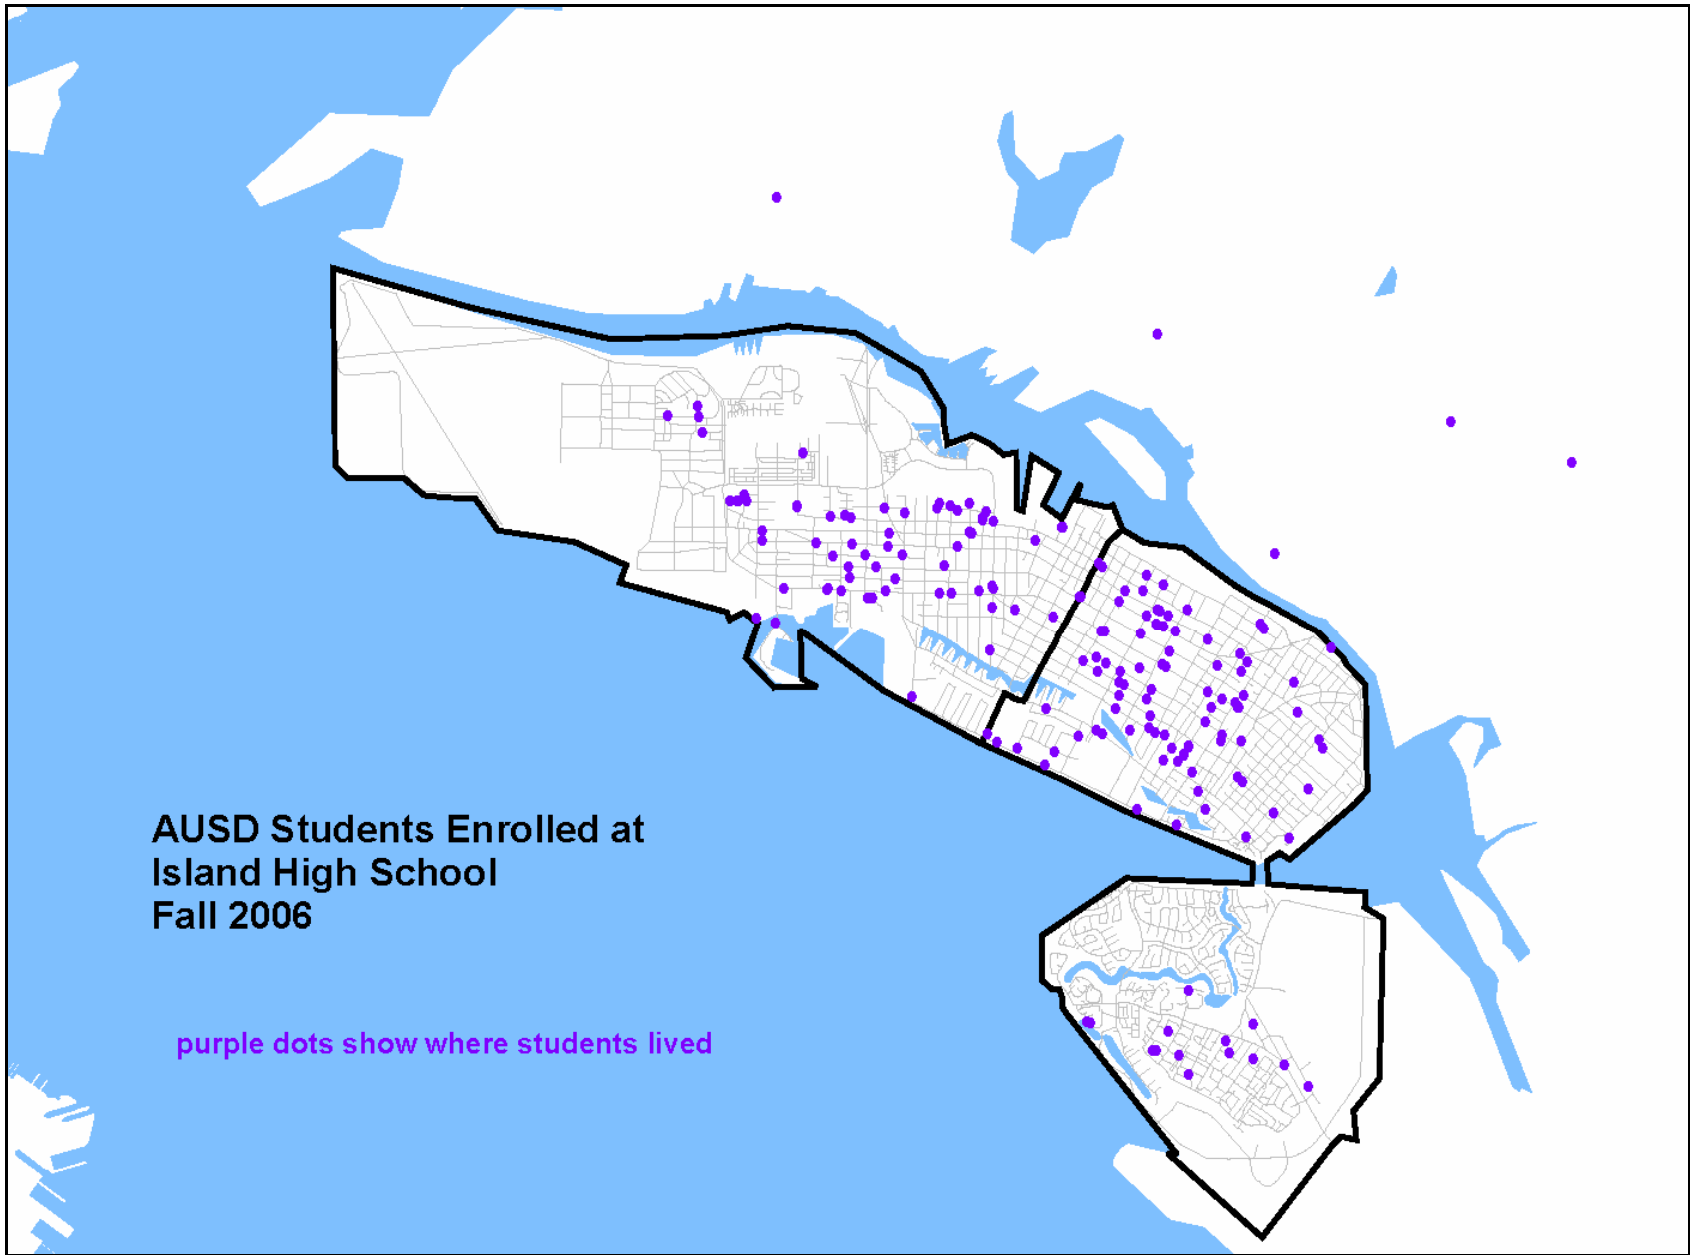 AUSD Students Enrolled at
Island High School
Fall 2006
purple dots show where students lived